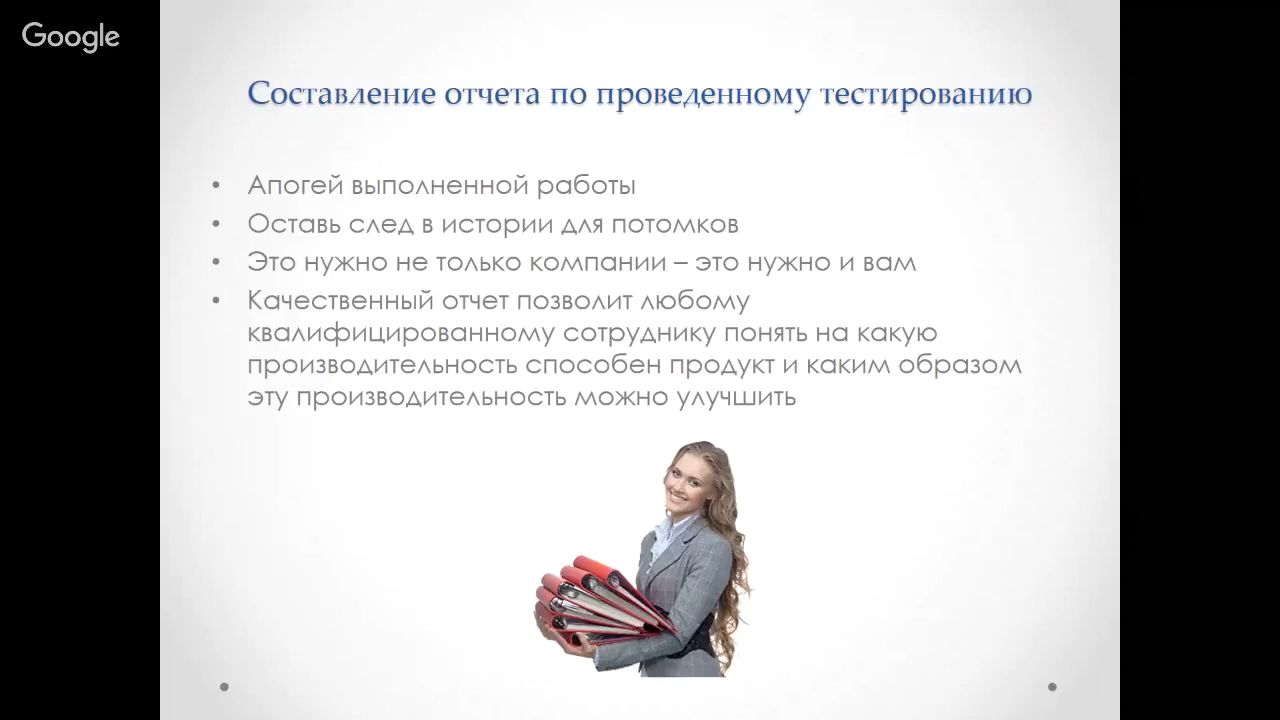 Google
Составление отчета по проведенному тестированию
• Апогей выполненной работы
• Оставь след в истории для потомков
• Это нужно не только компании – это нужно и вам
• Качественный отчет позволит любому
квалифицированному сотруднику понять на какую
производительность способен продукт и каким образом
эту производительность можно улучшить